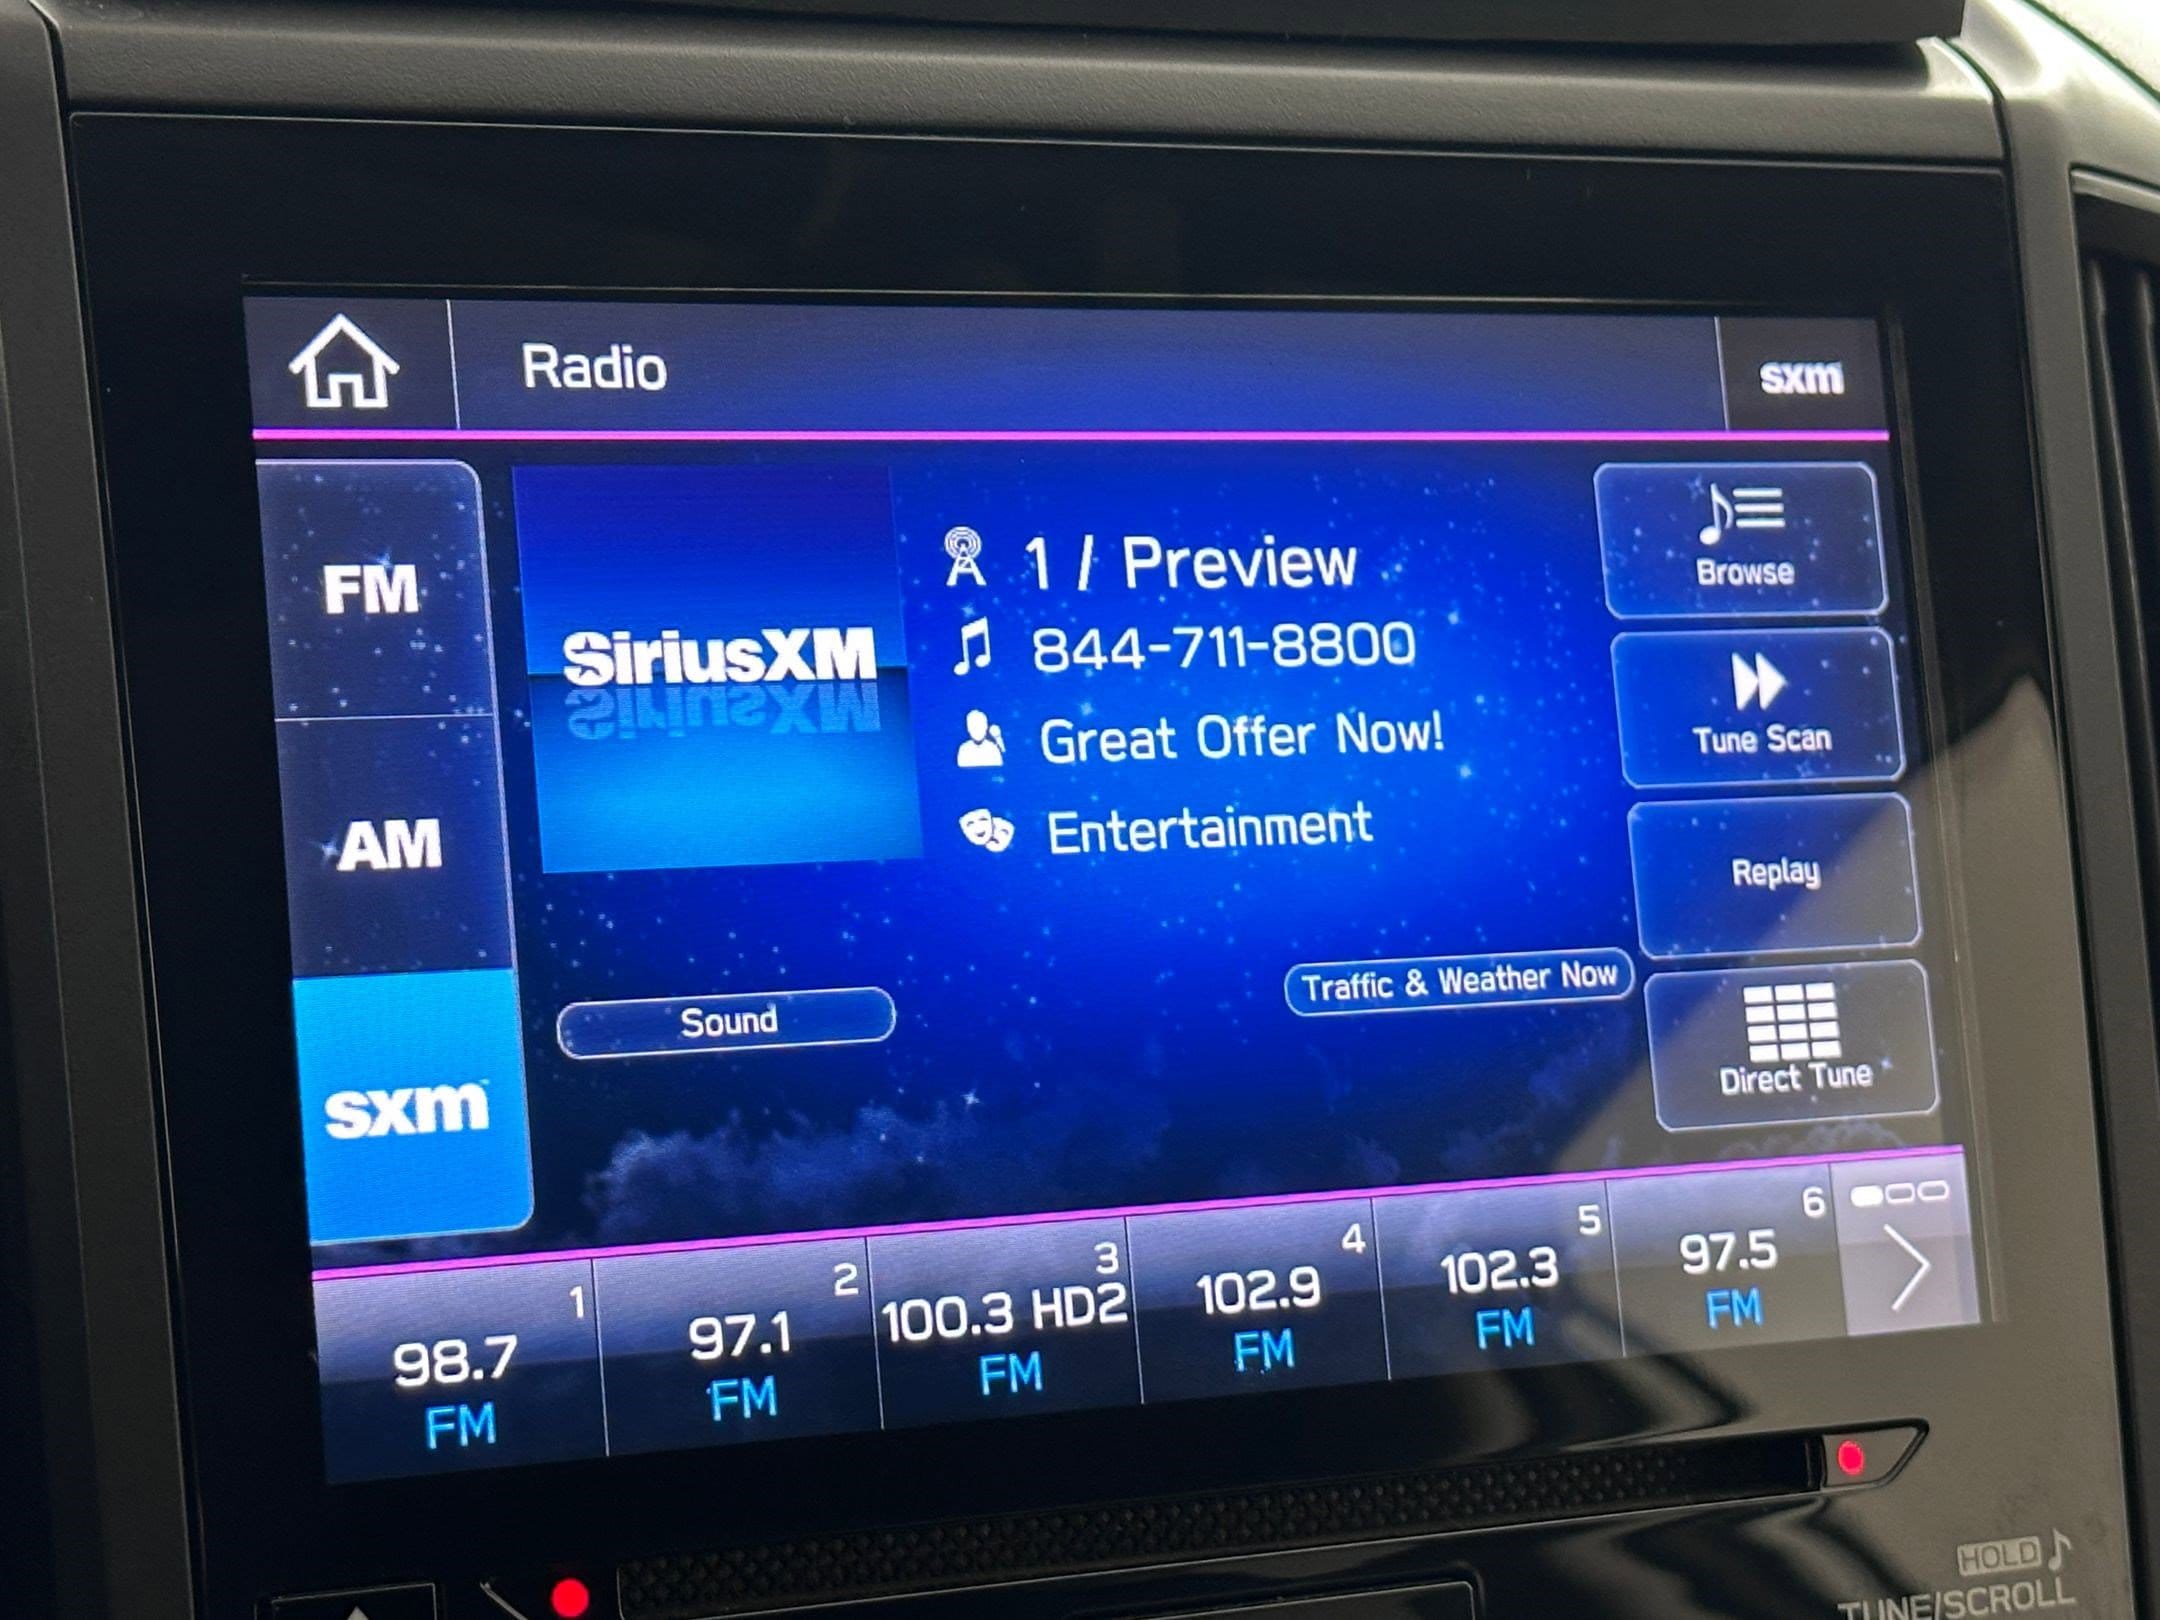 Radio
sxm
FM
AM
sxm
SiriusXM
1 / Preview
844-711-8800
Great Offer Now!
Entertainment
Browse
Tune Scan
Replay
Direct Tune
Sound
Traffic & Weather Now
1
98.7
FM
2
97.1
FM
3
100.3 HD2
FM
4
102.9
FM
5
102.3
FM
6
97.5
FM
HOLD
TUNE/SCROLL